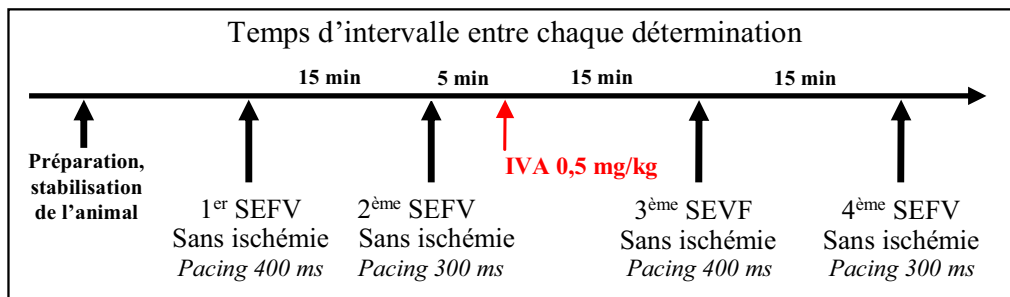 Temps d’intervalle entre chaque détermination
15 min 5 min 15 min 15 min
Préparation,
stabilisation
de l’animal
IVA 0,5 mg/kg
1er SEFV
Sans ischémie
Pacing 400 ms
2ème SEFV
Sans ischémie
Pacing 300 ms
3ème SEVF
Sans ischémie
Pacing 400 ms
4ème SEFV
Sans ischémie
Pacing 300 ms